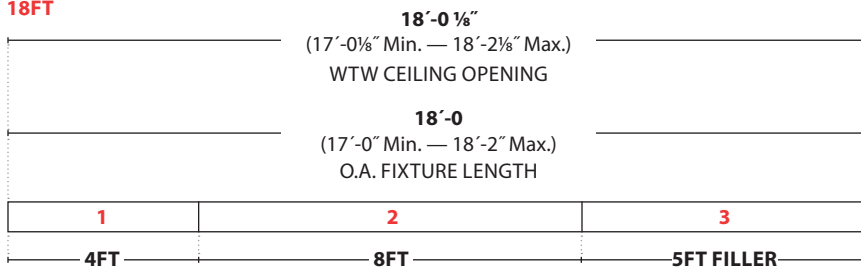 18FT
18´-0 ⅛˝
(17´-0⅛˝ Min. — 18´-2⅛˝ Max.)
WTW CEILING OPENING
18´-0
(17´-0˝ Min. — 18´-2˝ Max.)
O.A. FIXTURE LENGTH
1 2 3
4FT 8FT 5FT FILLER